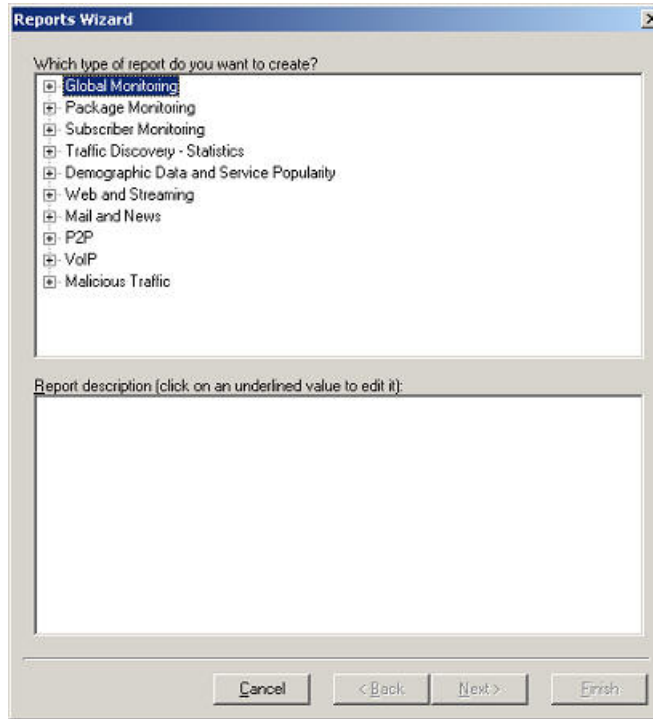 Reports Wizard
Which type of report do you want to create?
Global Monitoring
Package Monitoring
Subscriber Monitoring
Traffic Discovery - Statistics
Demographic Data and Service Popularity
Web and Streaming
Mail and News
P2P
VoIP
Malicious Traffic
Report description (click on an underlined value to edit it):
Cancel
< Back
Next >
Finish